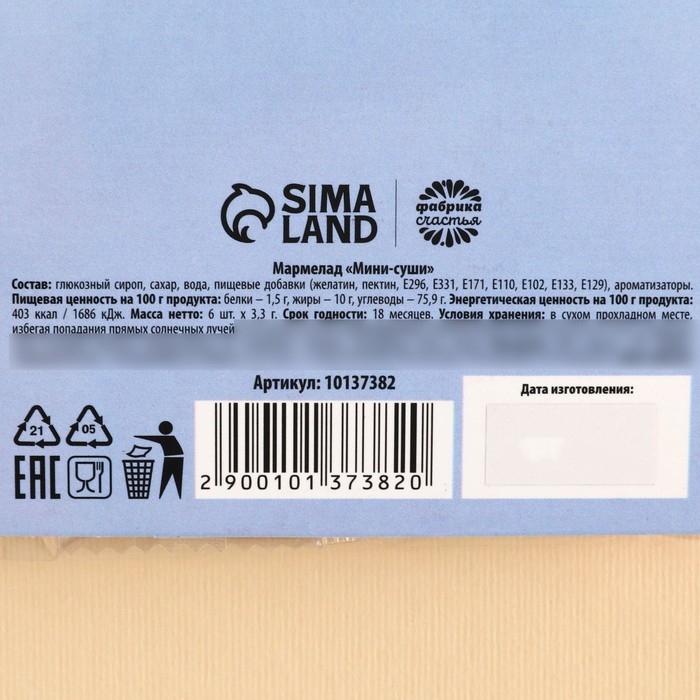 SIMA
LAND
фабрика
счастья
Мармелад «Мини-суши»
Состав: глюкозный сироп, сахар, вода, пищевые добавки (желатин, пектин, Е296, Е331, Е171, Е110, Е102, Е133, Е129), ароматизаторы.
Пищевая ценность на 100 г продукта: белки – 1,5 г, жиры – 10 г, углеводы – 75,9 г. Энергетическая ценность на 100 г продукта:
403 ккал / 1686 кДж. Масса нетто: 6 шт. х 3,3 г. Срок годности: 18 месяцев. Условия хранения: в сухом прохладном месте,
избегая попадания прямых солнечных лучей
Артикул: 10137382
Дата изготовления:
21
05
EAC
2 900101 373820